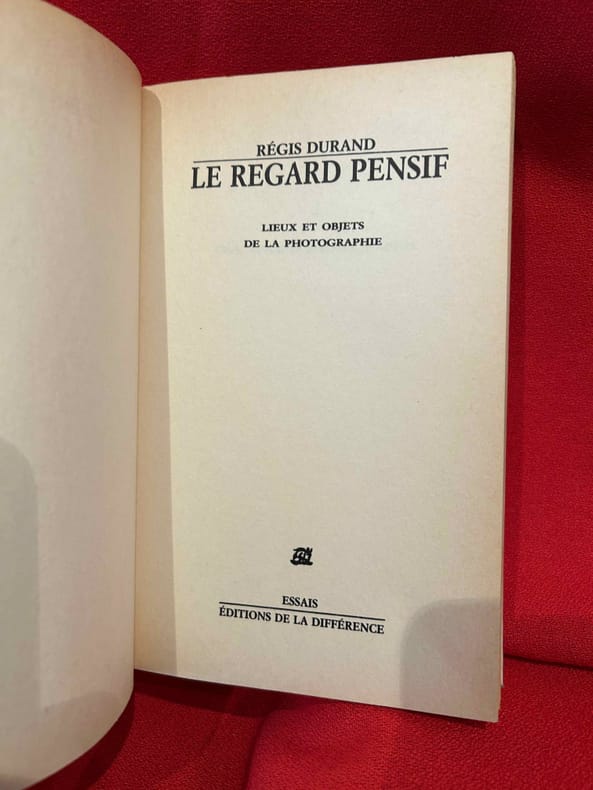 RÉGIS DURAND
LE REGARD PENSIF
LIEUX ET OBJETS
DE LA PHOTOGRAPHIE
ESSAIS
ÉDITIONS DE LA DIFFÉRENCE